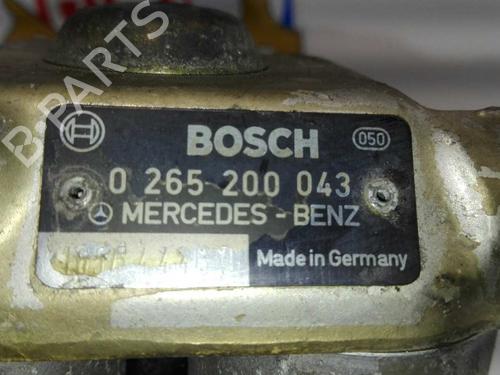 BOSCH
050
0 265 200 043
MERCEDES-BENZ
Made in Germany
B-PARTS